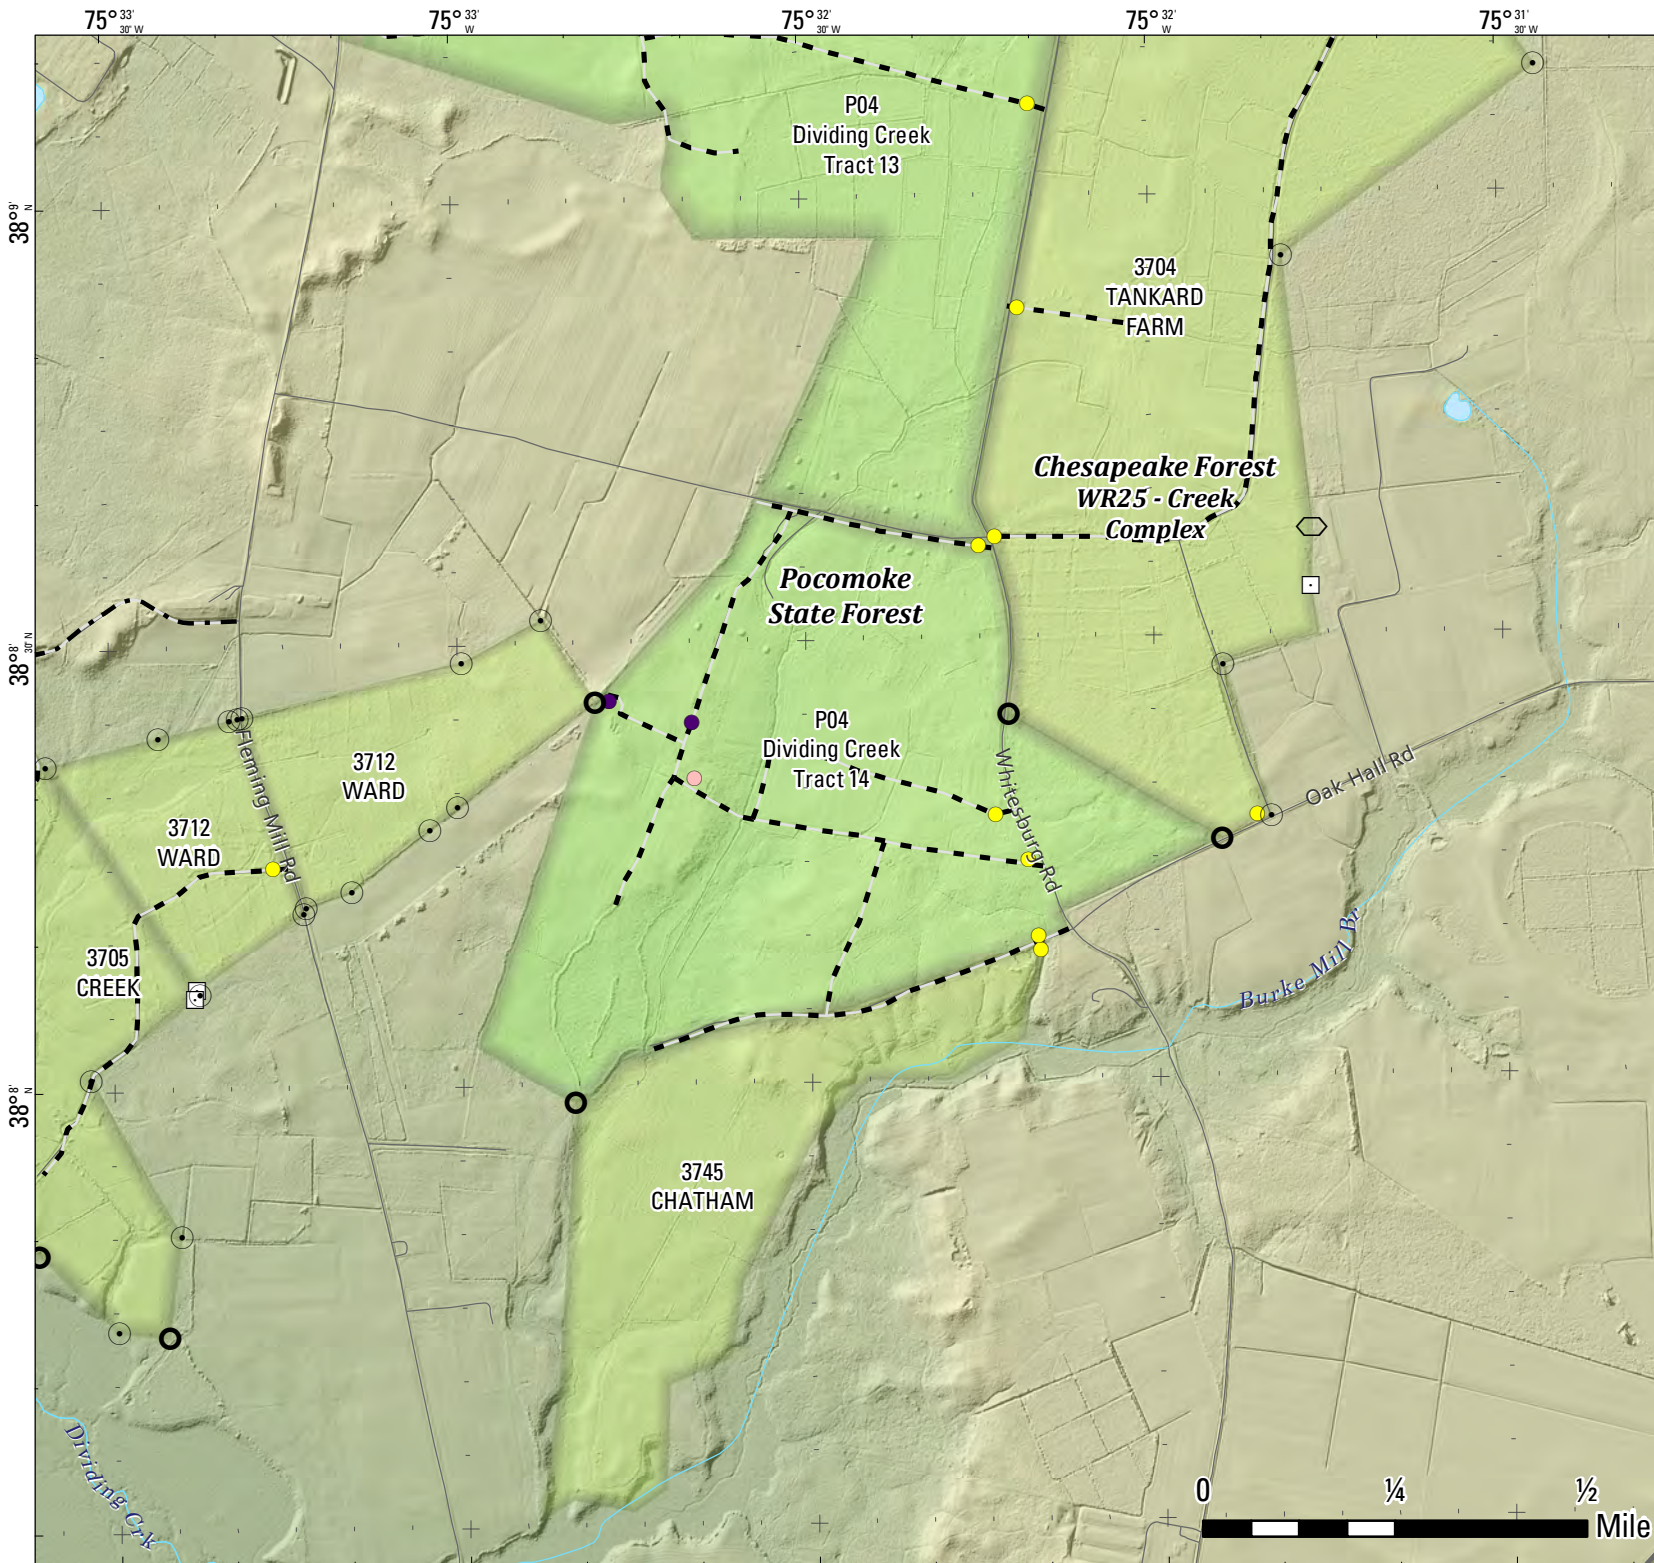 75°33' 30" W
75°33' W
75°32' 30" W
75°32' W
75°31' 30" W
38°9' N
38°8' 30" N
38°8' N
P04
Dividing Creek
Tract 13
3704
TANKARD
FARM
Chesapeake Forest
WR25 - Creek
Complex
Pocomoke
State Forest
P04
Dividing Creek
Tract 14
3712
WARD
3712
WARD
Fleming Mill Rd
Whitesburg Rd
Oak Hall Rd
3705
CREEK
Burke Mill Br
3745
CHATHAM
Dividing Crk
0 ¼ ½
Mile